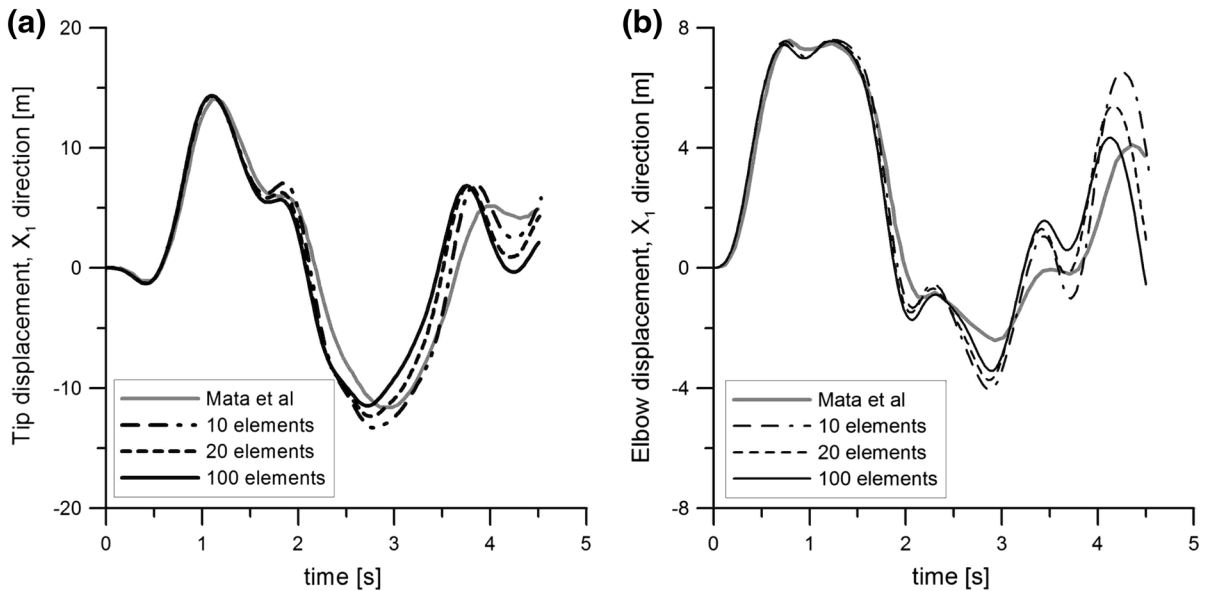 (a)
20
10
0
-10
-20
Tip displacement, X1 direction [m]
Mata et al
10 elements
20 elements
100 elements
0 1 2 3 4 5
time [s]
(b)
8
4
0
-4
-8
Elbow displacement, X1 direction [m]
Mata et al
10 elements
20 elements
100 elements
0 1 2 3 4 5
time [s]